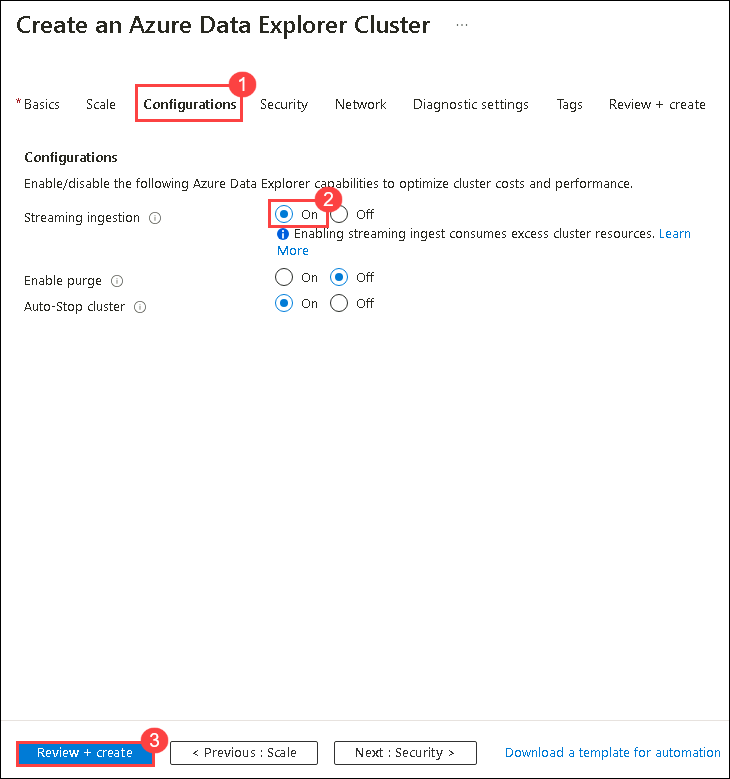 Create an Azure Data Explorer Cluster ...
1
* Basics Scale Configurations Security Network Diagnostic settings Tags Review + create
Configurations
Enable/disable the following Azure Data Explorer capabilities to optimize cluster costs and performance.
2
Streaming ingestion On Off
Enabling streaming ingest consumes excess cluster resources. Learn
More
Enable purge On Off
Auto-Stop cluster On Off
3
Review + create < Previous : Scale Next : Security > Download a template for automation